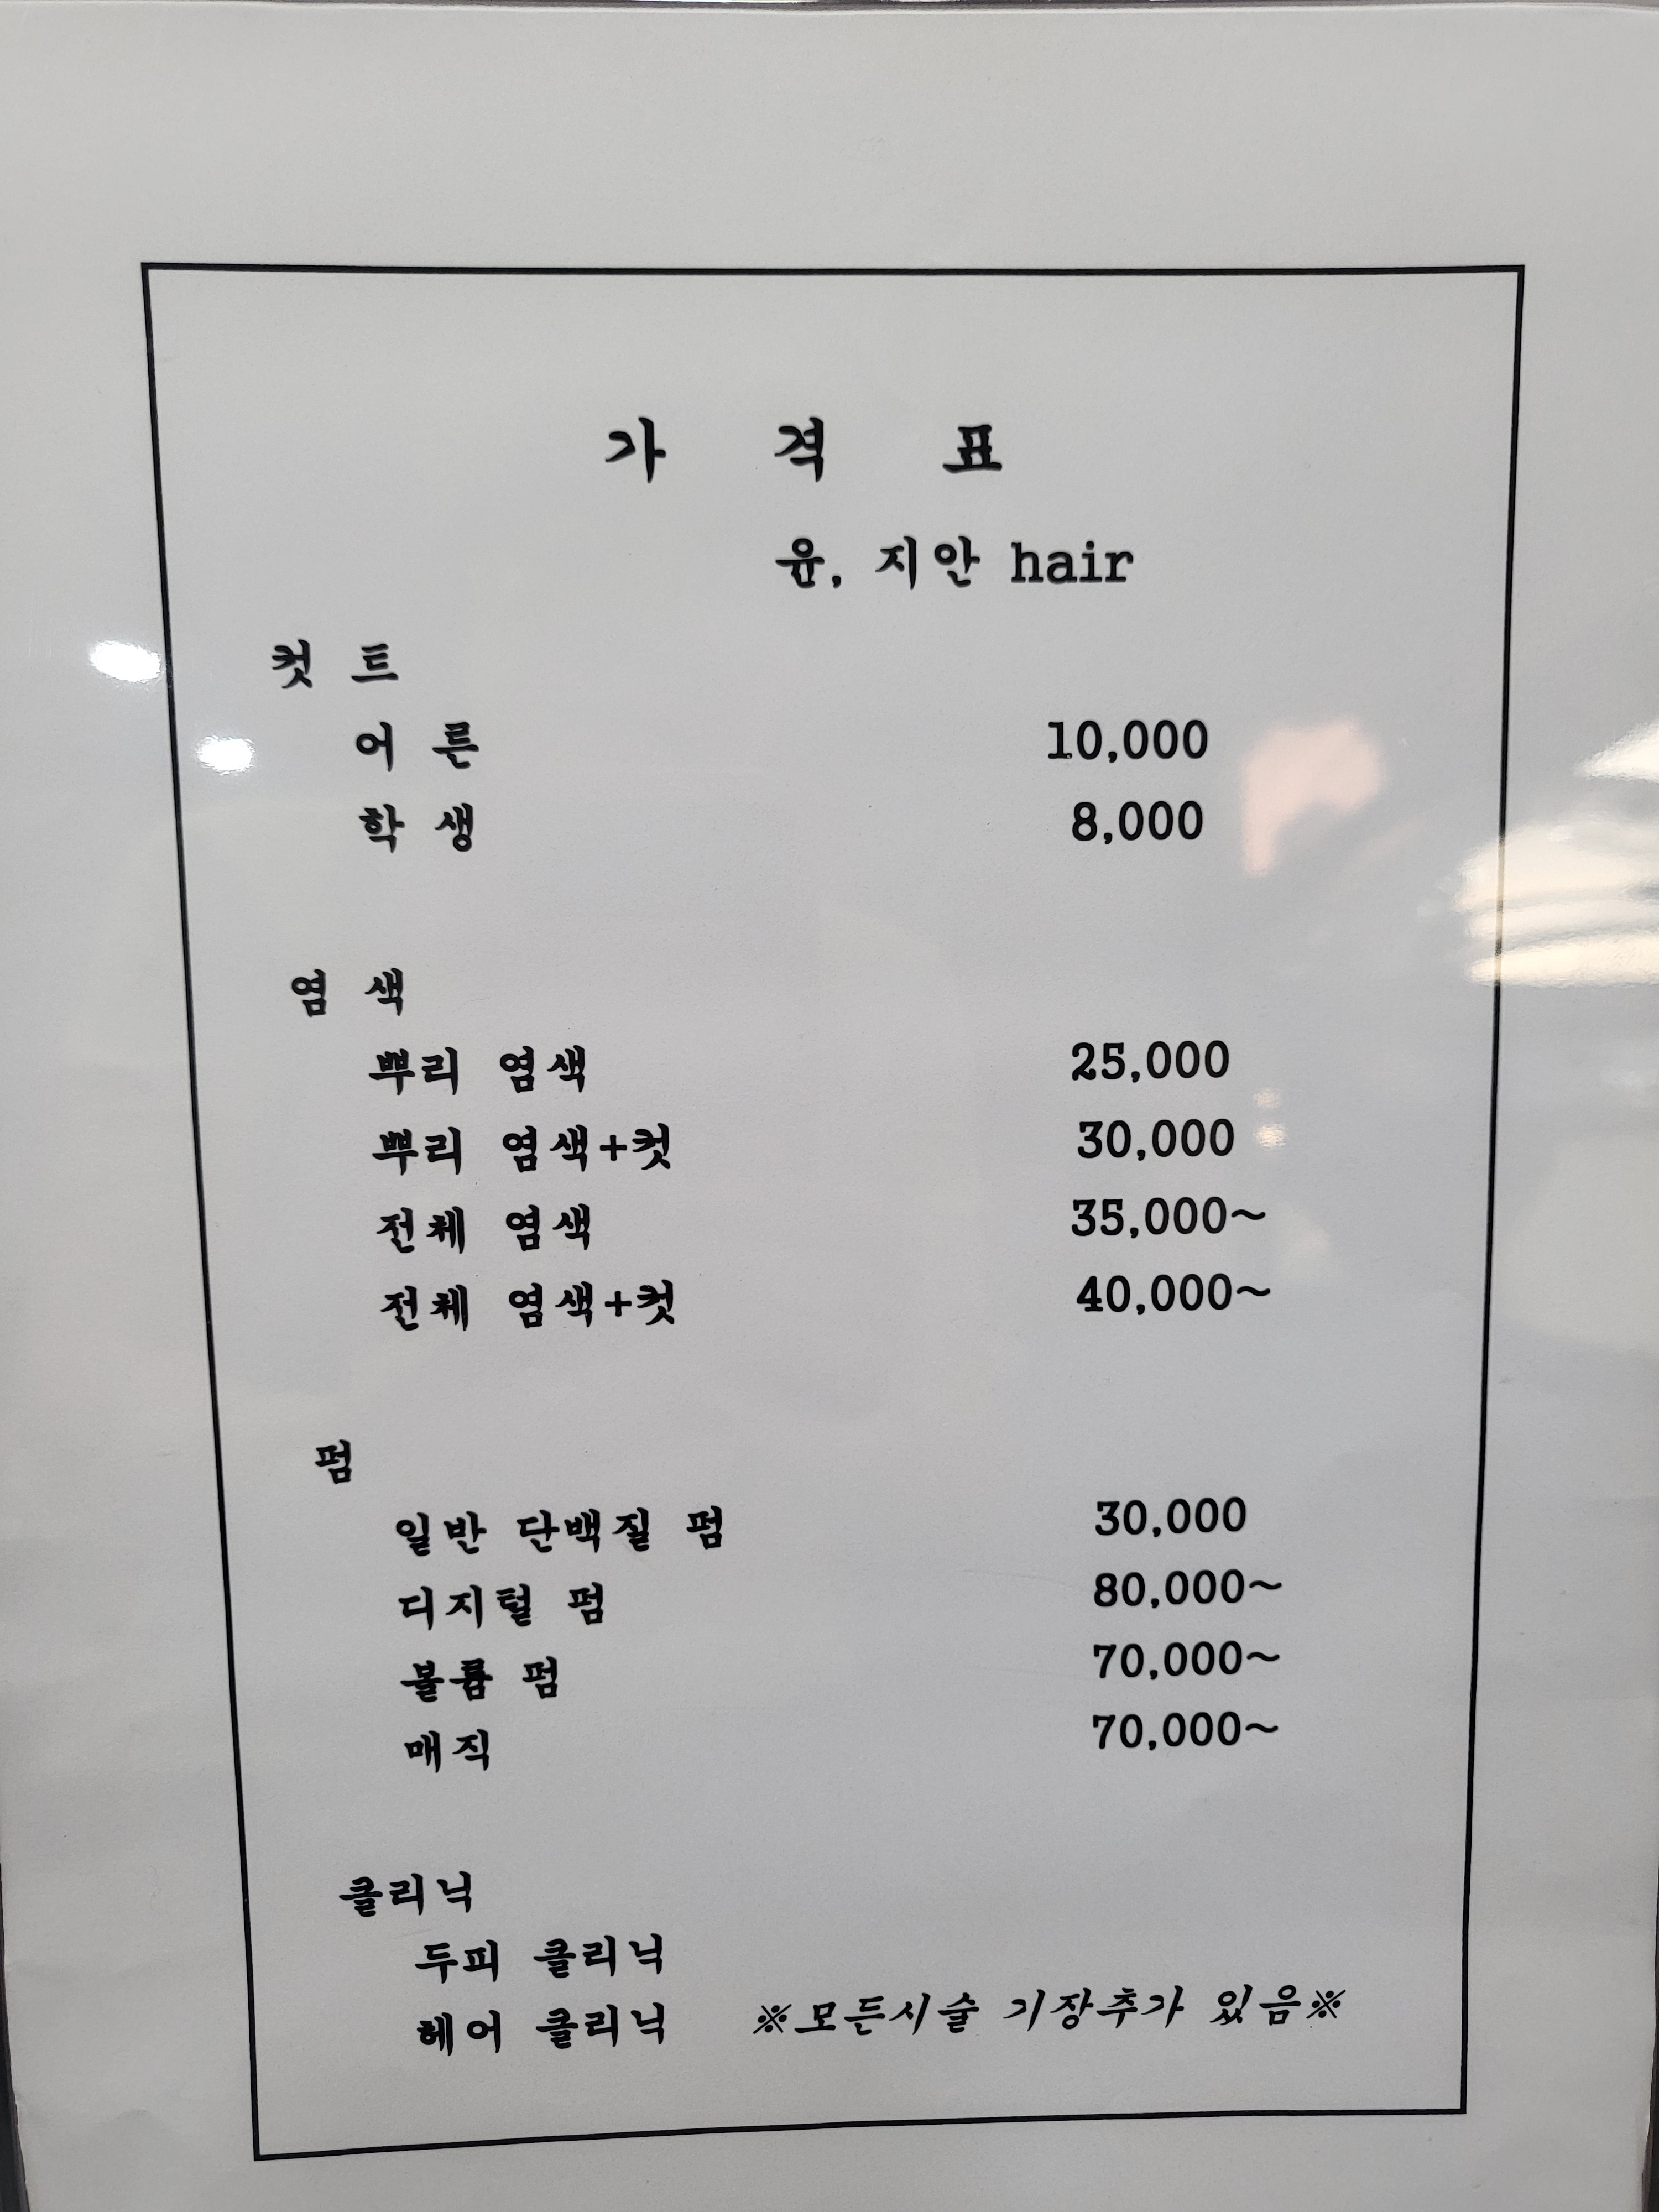 가 격 표
윤, 지안 hair
컷 트
어 른 10,000
학 생 8,000
염 색
뿌리 염색 25,000
뿌리 염색+컷 30,000
전체 염색 35,000~
전체 염색+컷 40,000~
펌
일반 단백질 펌 30,000
디지털 펌 80,000~
볼륨 펌 70,000~
매직 70,000~
클리닉
두피 클리닉
헤어 클리닉 ※모든시술 기장추가 있음※